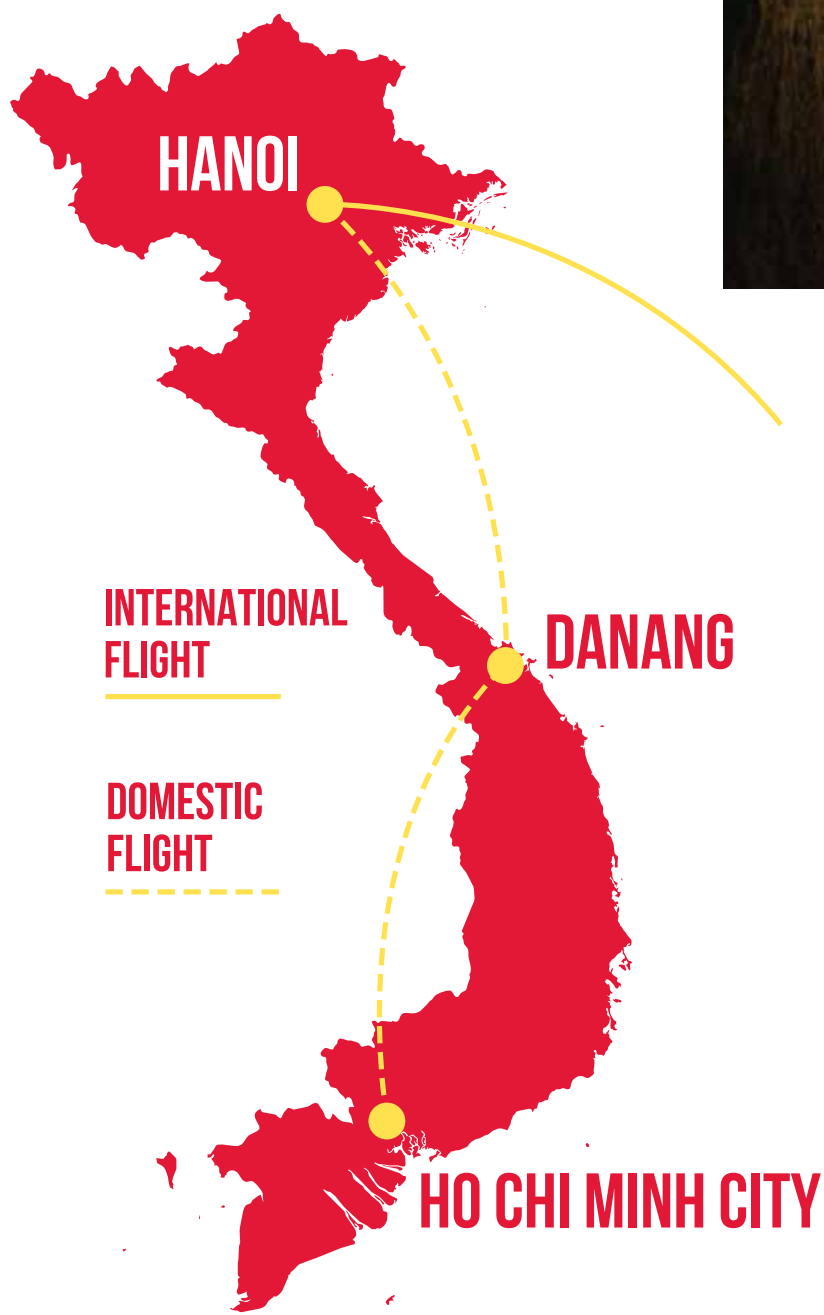 HANOI
INTERNATIONAL
FLIGHT
DANANG
DOMESTIC
FLIGHT
HO CHI MINH CITY